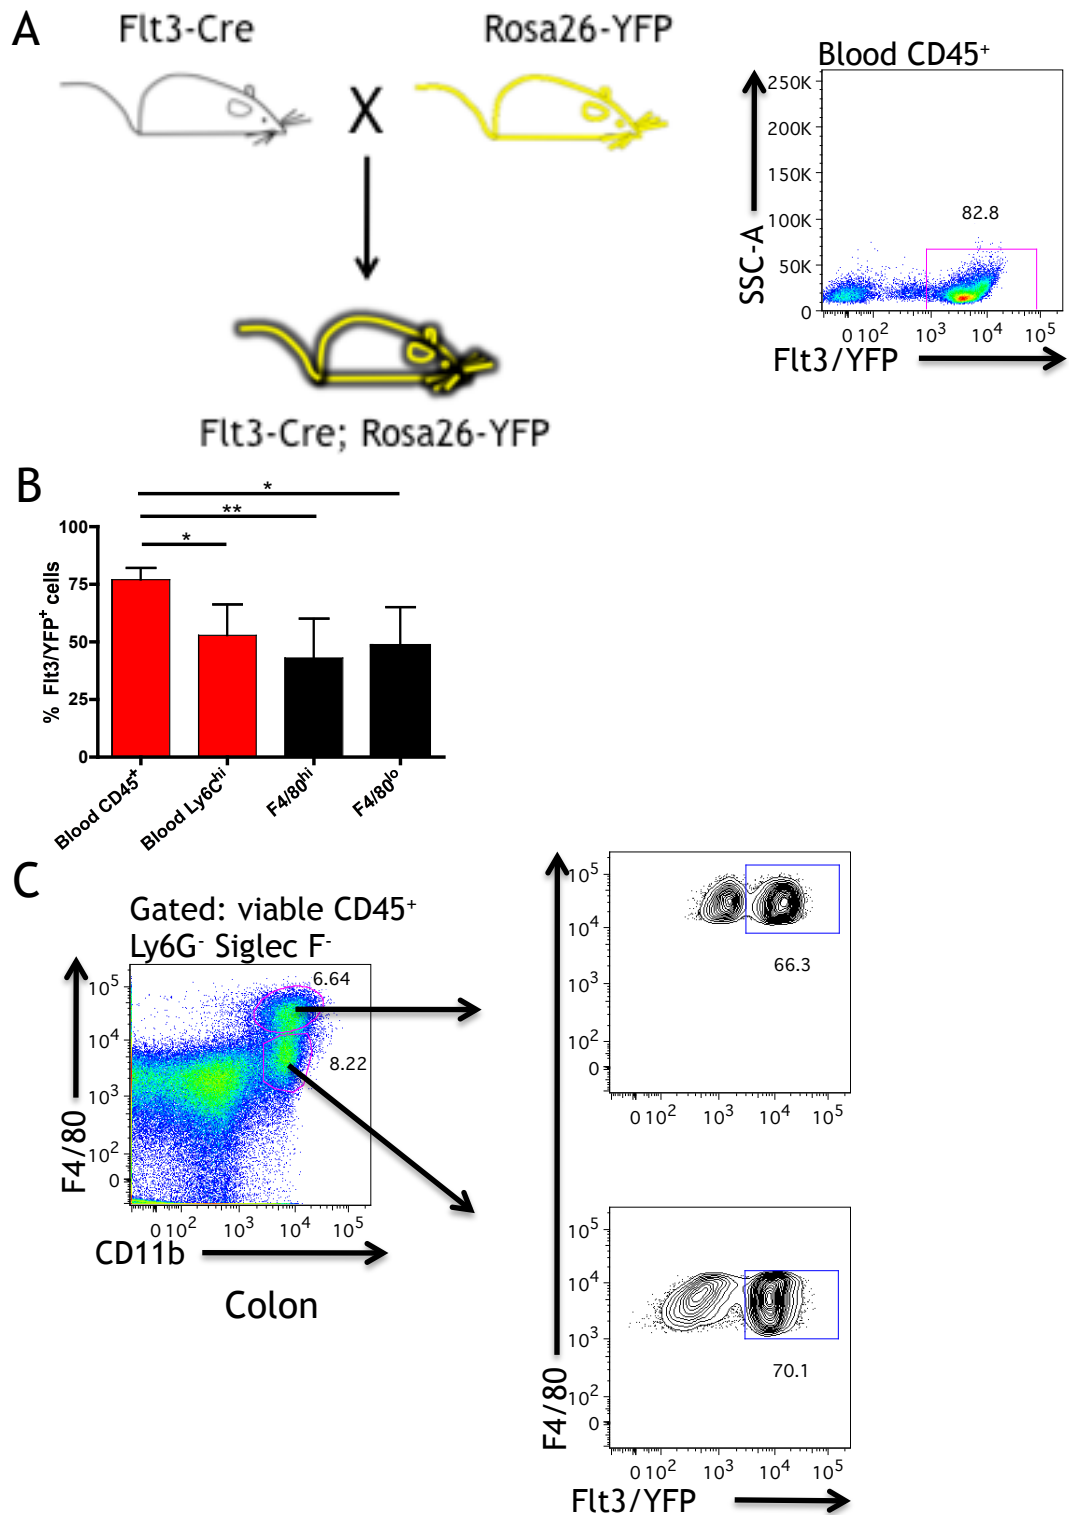 A
Flt3-Cre
Rosa26-YFP
X
Flt3-Cre; Rosa26-YFP
Blood CD45⁺
SSC-A
250K
200K
150K
100K
50K
0
82.8
0 10² 10³ 10⁴ 10⁵
Flt3/YFP
B
*
**
*
% Flt3/YFP⁺ cells
100
75
50
25
0
Blood CD45⁺
Blood Ly6Cʰⁱ
F4/80ʰⁱ
F4/80ˡᵒ
C
Gated: viable CD45⁺
Ly6G⁻ Siglec F⁻
F4/80
10⁵
10⁴
10³
10²
0
6.64
8.22
0 10² 10³ 10⁴ 10⁵
CD11b
Colon
10⁵
10⁴
10³
10²
0
66.3
0 10² 10³ 10⁴ 10⁵
10⁵
10⁴
10³
10²
0
70.1
F4/80
0 10² 10³ 10⁴ 10⁵
Flt3/YFP